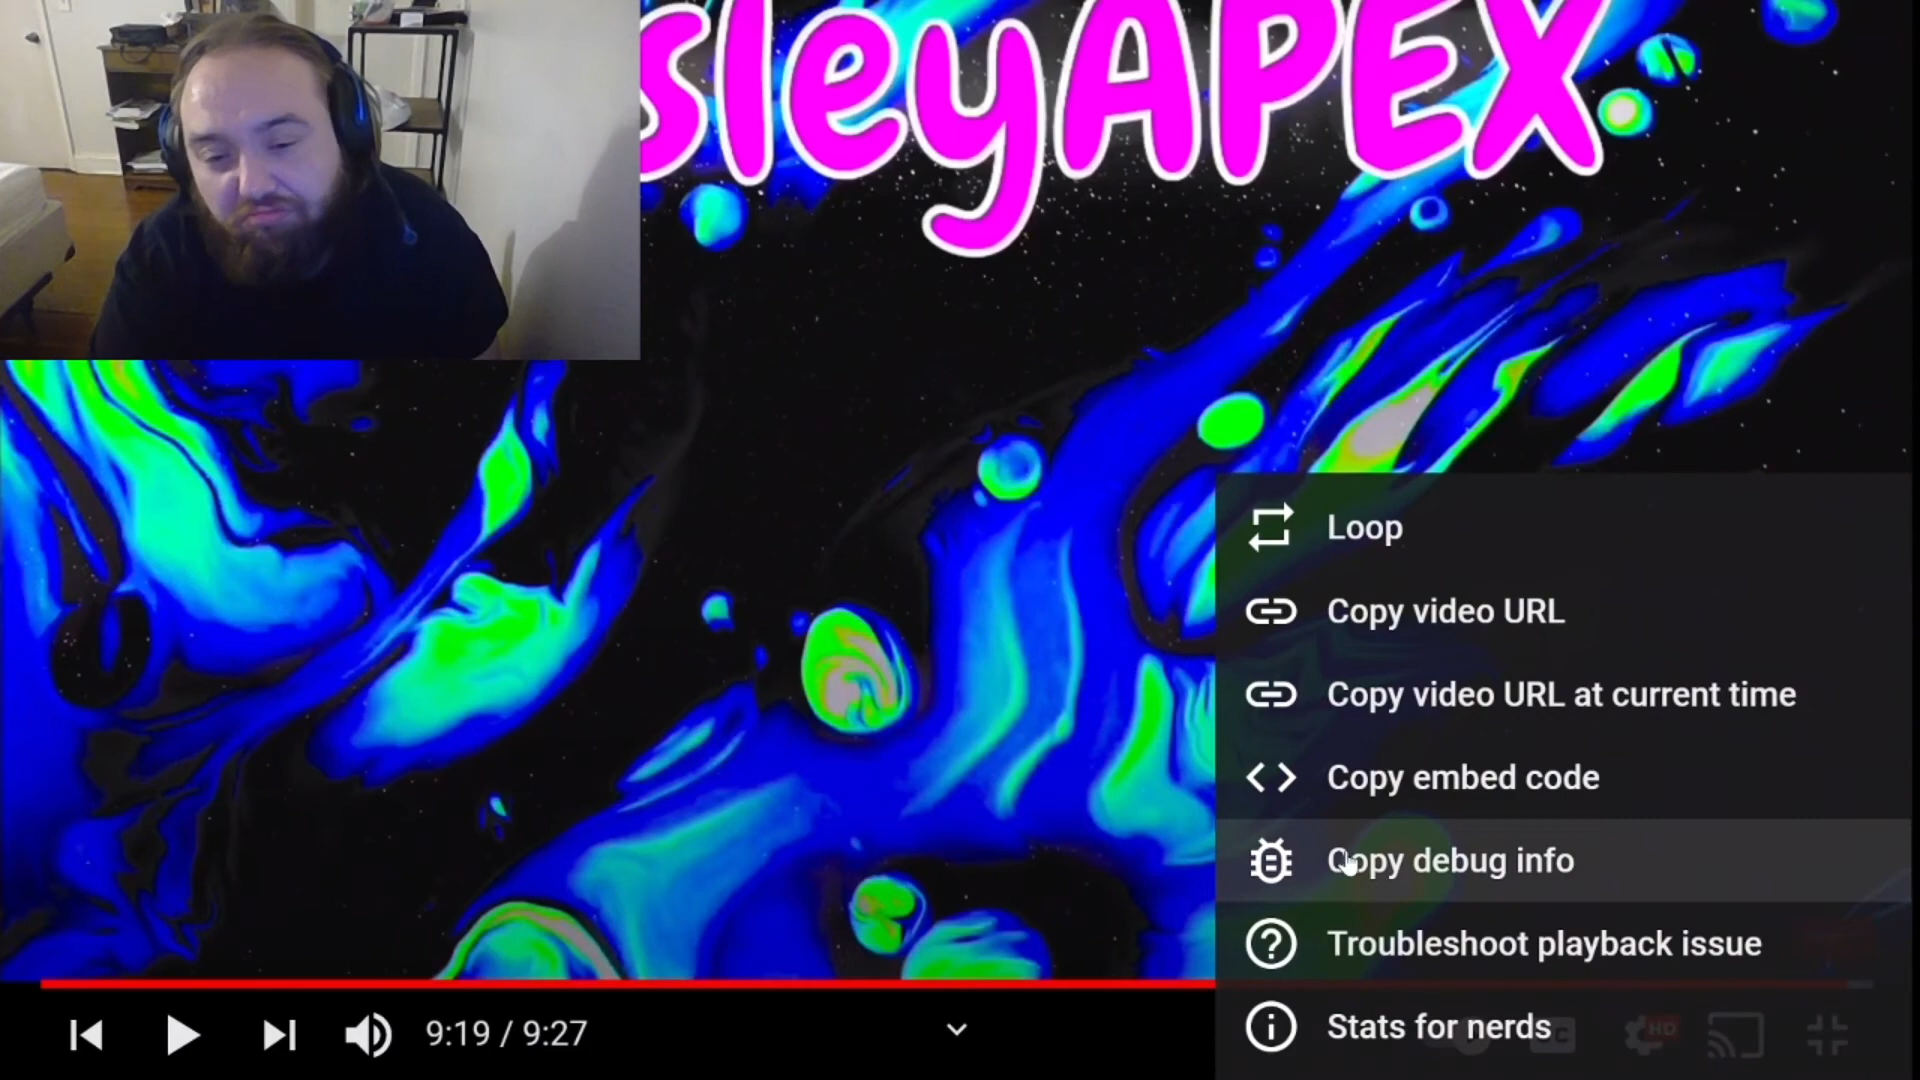 sleyAPEX
Loop
Copy video URL
Copy video URL at current time
Copy embed code
Copy debug info
Troubleshoot playback issue
Stats for nerds
9:19 / 9:27
HD